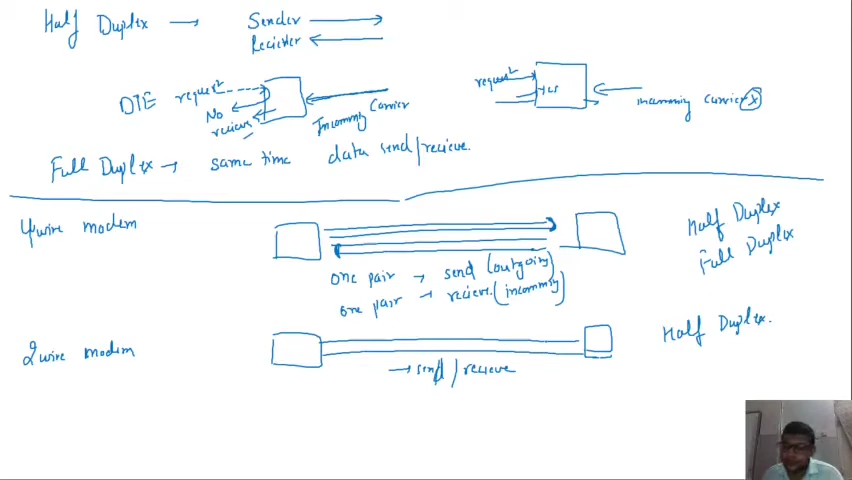 Half Duplex → Sender →
Reciever ←
DTE request No recieve Incomming Carrier
request incomming carrier x
Full Duplex → same time data send/recieve.
4wire modem Half Duplex
Full Duplex
one pair → send (outgoing)
one pair → recieve (incomming)
2wire modem Half Duplex.
→ send/recieve